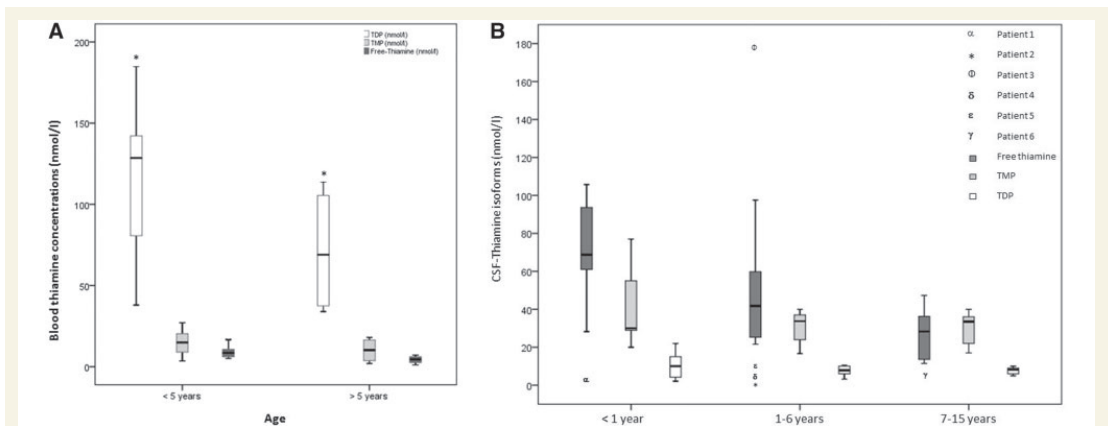 A
200
150
100
50
0
Blood thiamine concentrations (nmol/l)
*
*
TDP (nmol/l)
TMP (nmol/l)
Free-Thiamine (nmol/l)
< 5 years
> 5 years
Age
B
180
160
140
120
100
80
60
40
20
0
CSF-Thiamine isoforms (nmol/l)
Φ
α
ε
δ
*
γ
α Patient 1
* Patient 2
Φ Patient 3
δ Patient 4
ε Patient 5
γ Patient 6
Free thiamine
TMP
TDP
< 1 year
1-6 years
7-15 years